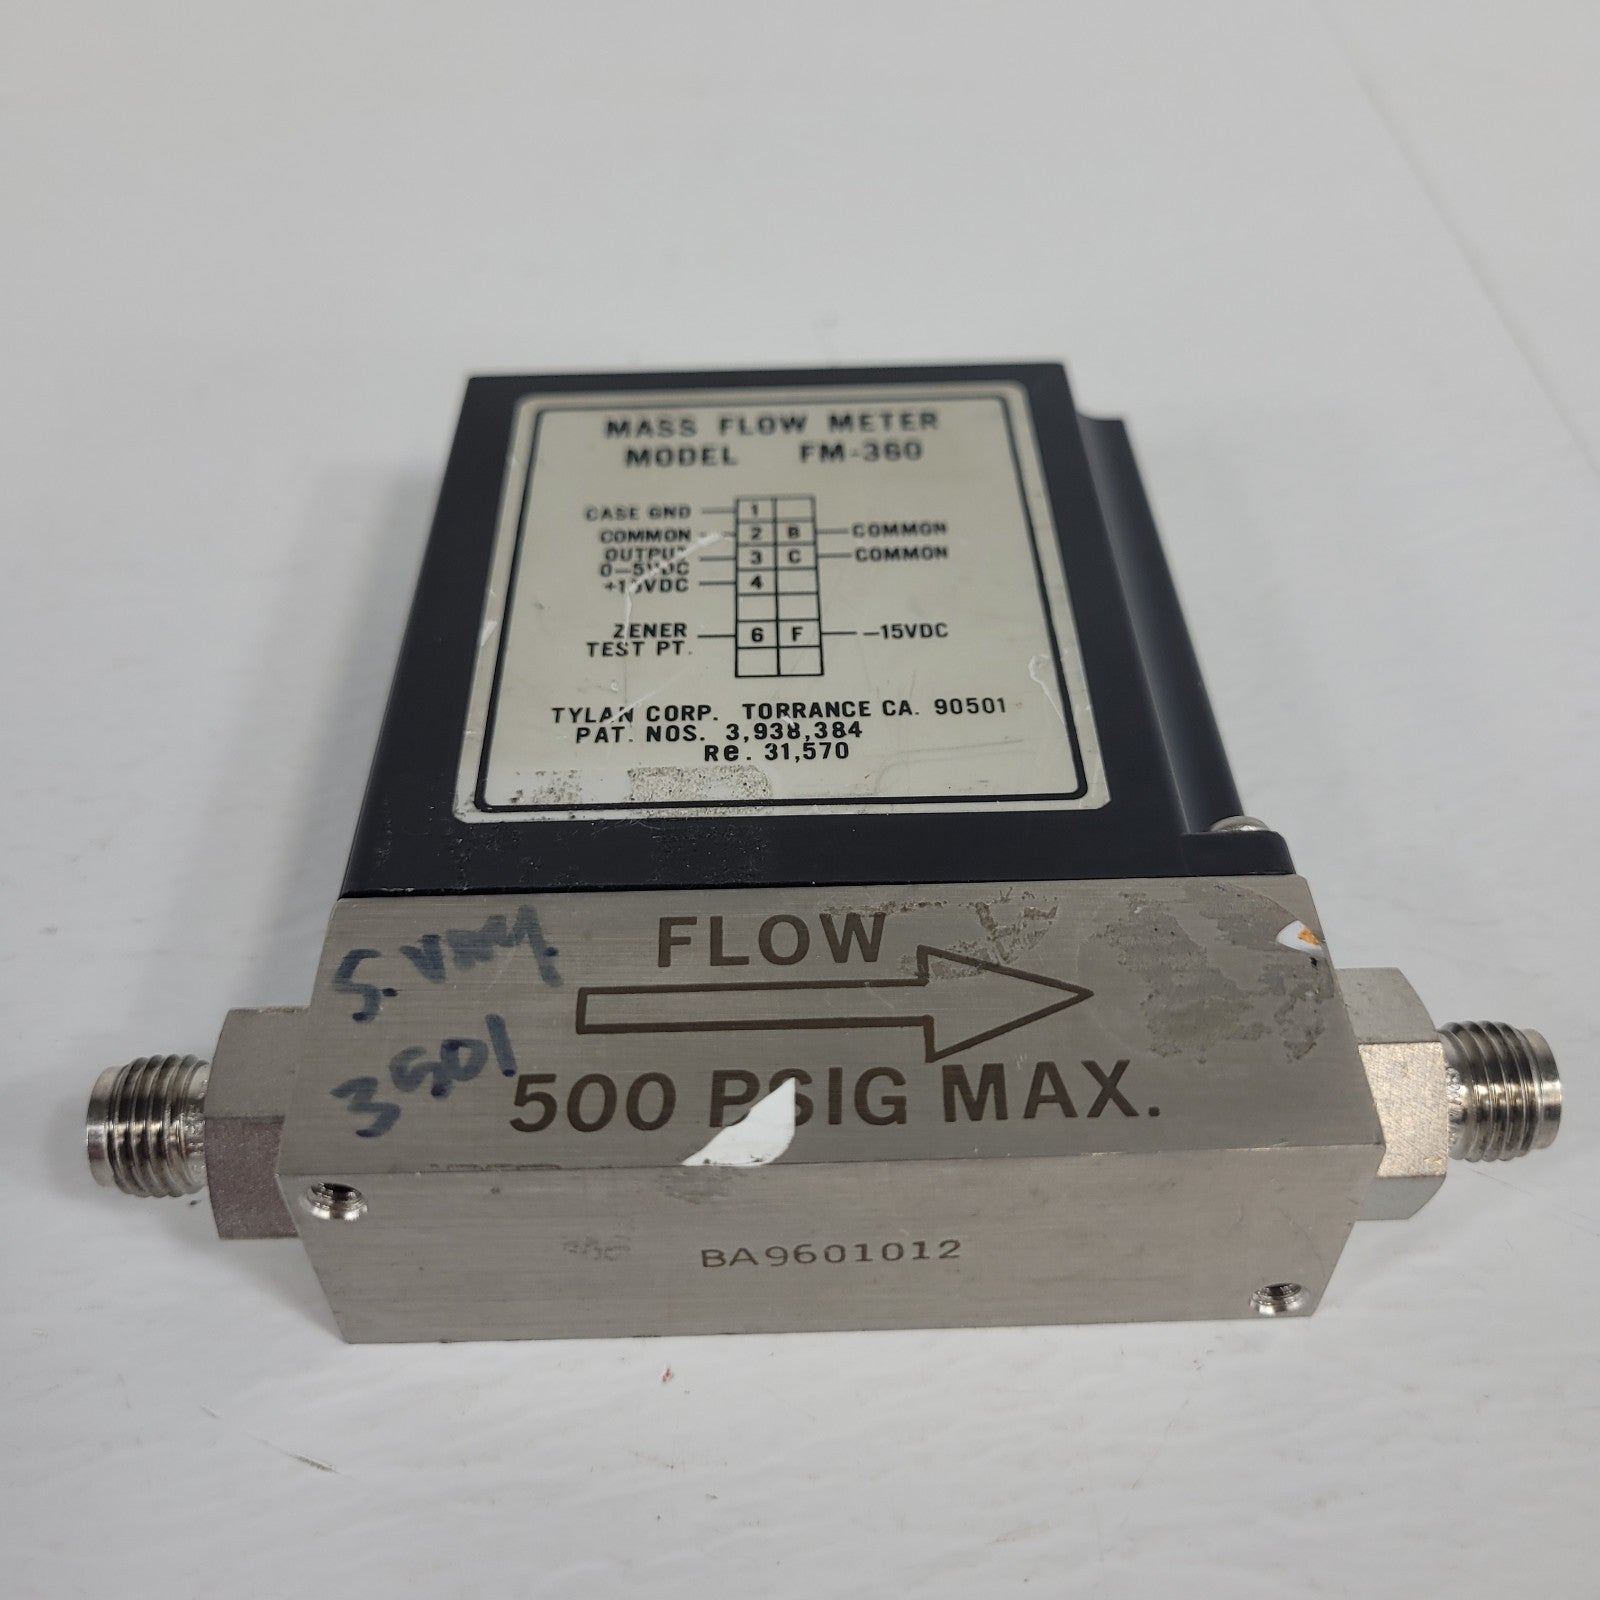 MASS FLOW METER
MODEL FM-360
CASE GND 1
COMMON 2 B COMMON
OUTPUT 3 C COMMON
0-5VDC
+15VDC 4
ZENER 6 F -15VDC
TEST PT.
TYLAN CORP. TORRANCE CA. 90501
PAT. NOS. 3,938,384
Re. 31,570
FLOW
500 PSIG MAX.
3501
BA9601012